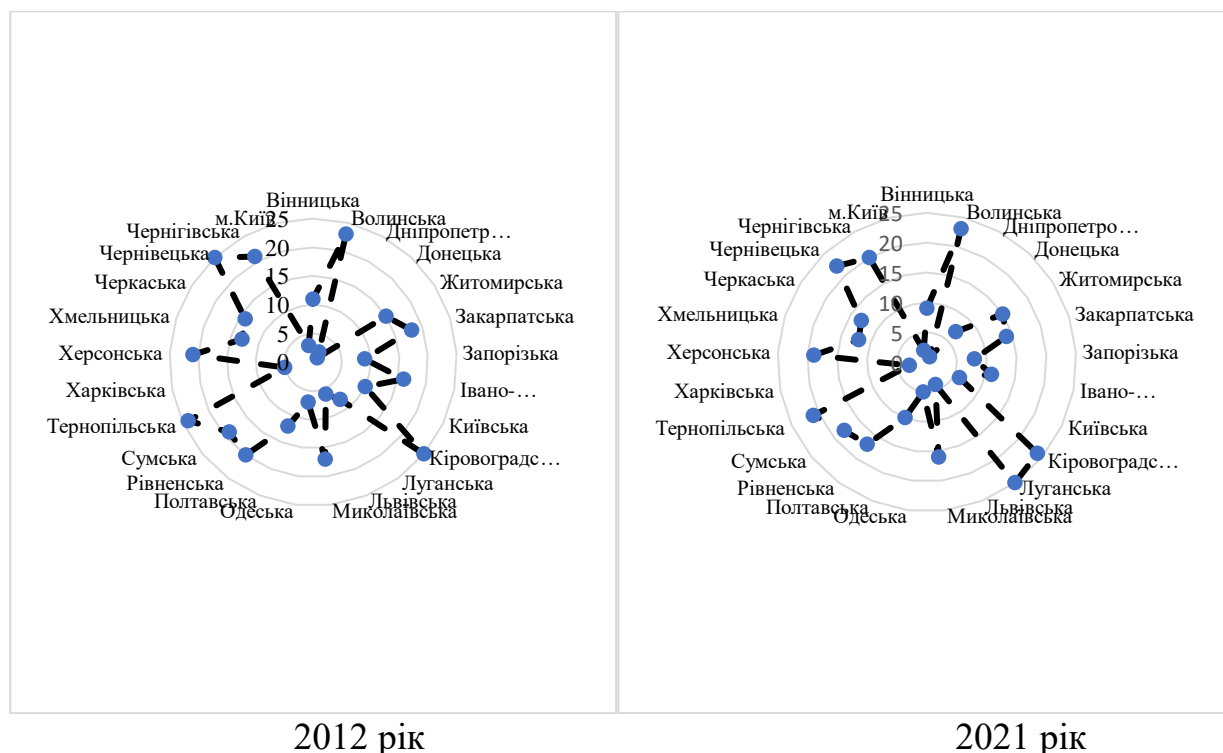 Вінницька
Волинська
Дніпропетр…
Донецька
Житомирська
Закарпатська
Запорізька
Івано-…
Київська
Кіровоградс…
Луганська
Львівська
Миколаївська
Одеська
Полтавська
Рівненська
Сумська
Тернопільська
Харківська
Херсонська
Хмельницька
Черкаська
Чернівецька
Чернігівська
м.Київ
25
20
15
10
5
0
2012 рік
Вінницька
Волинська
Дніпропетро…
Донецька
Житомирська
Закарпатська
Запорізька
Івано-…
Київська
Кіровоградс…
Луганська
Львівська
Миколаївська
Одеська
Полтавська
Рівненська
Сумська
Тернопільська
Харківська
Херсонська
Хмельницька
Черкаська
Чернівецька
Чернігівська
м.Київ
25
20
15
10
5
0
2021 рік